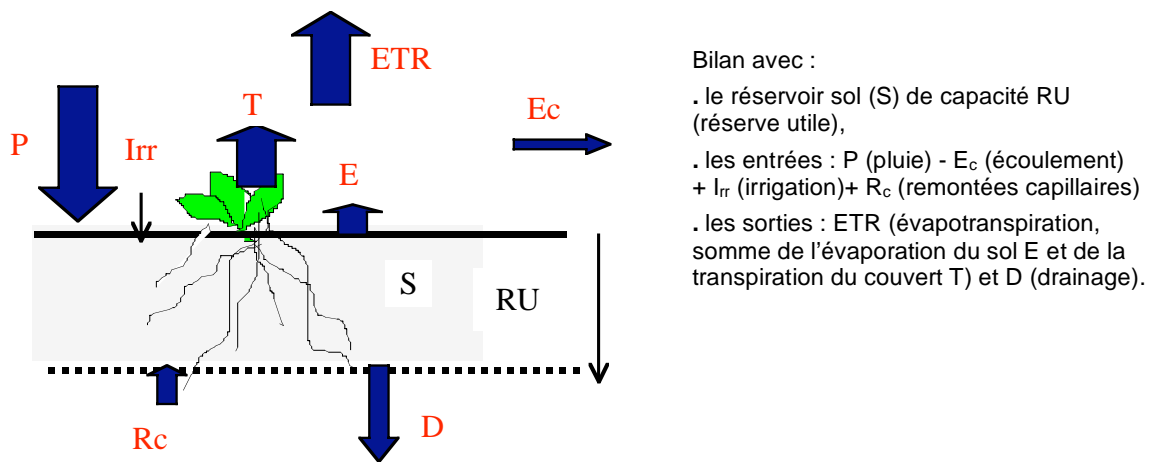 ETR
T
Ec
P
Irr
E
S
RU
Rc
D
Bilan avec :
. le réservoir sol (S) de capacité RU
(réserve utile),
. les entrées : P (pluie) - Ec (écoulement)
+ Irr (irrigation)+ Rc (remontées capillaires)
. les sorties : ETR (évapotranspiration,
somme de l’évaporation du sol E et de la
transpiration du couvert T) et D (drainage).